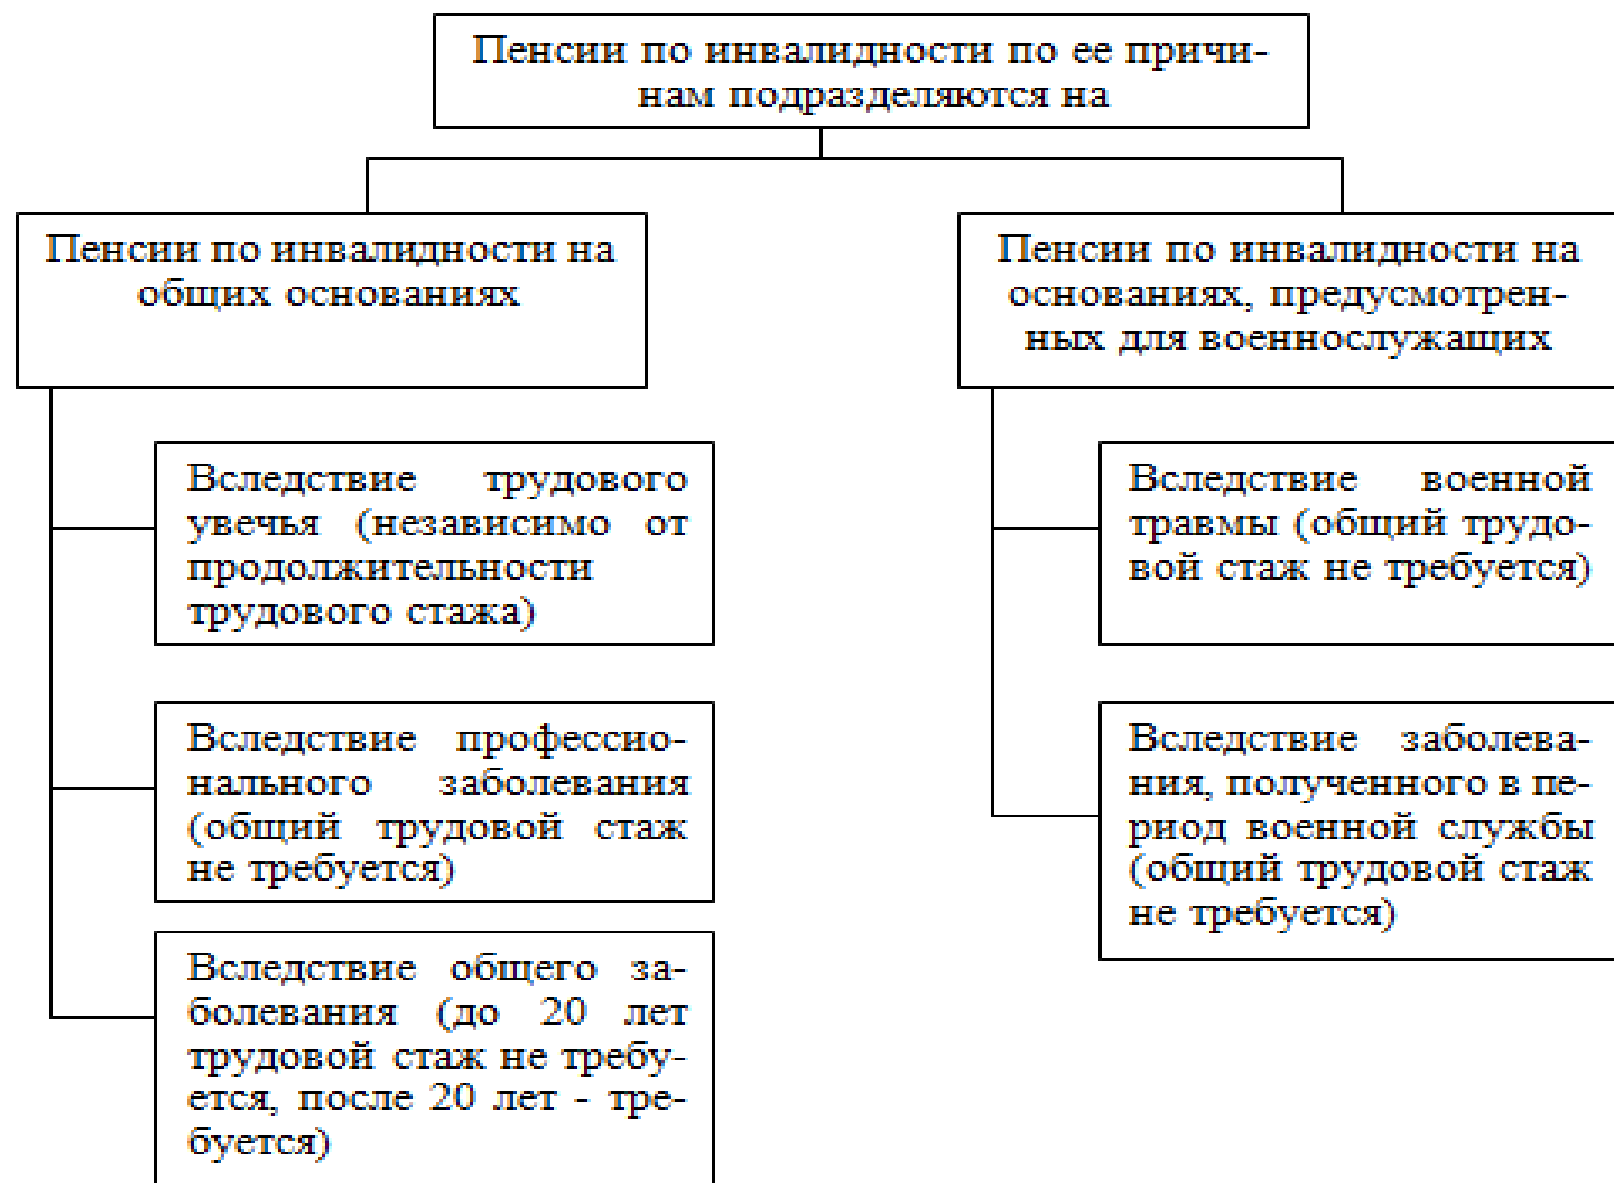 Пенсии по инвалидности по ее причи-
нам подразделяются на
Пенсии по инвалидности на
общих основаниях
Вследствие трудового
увечья (независимо от
продолжительности
трудового стажа)
Вследствие профессио-
нального заболевания
(общий трудовой стаж
не требуется)
Вследствие общего за-
болевания (до 20 лет
трудовой стаж не требу-
ется, после 20 лет - тре-
буется)
Пенсии по инвалидности на
основаниях, предусмотрен-
ных для военнослужащих
Вследствие военной
травмы (общий трудо-
вой стаж не требуется)
Вследствие заболева-
ния, полученного в пе-
риод военной службы
(общий трудовой стаж
не требуется)